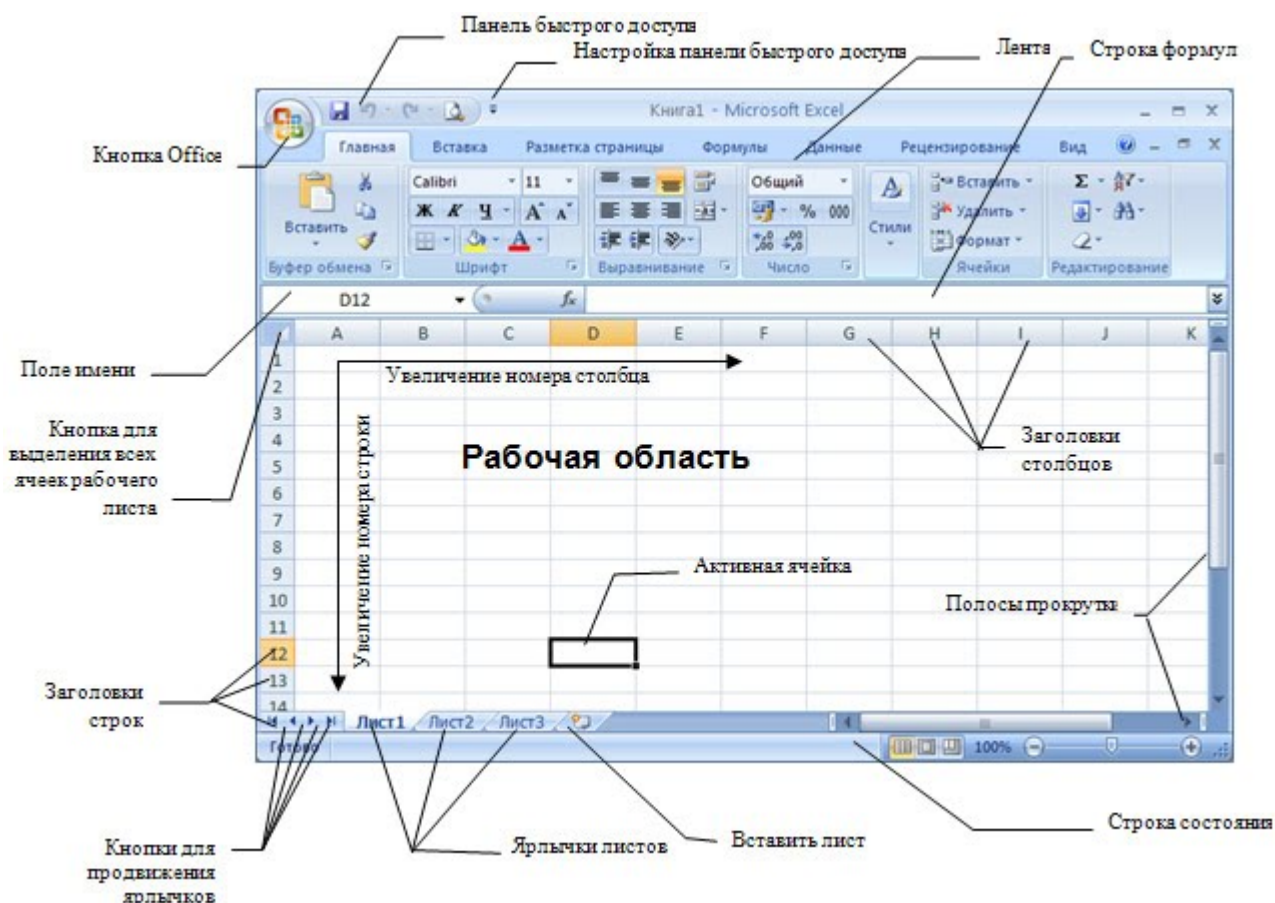 Панель быстрого доступа
Настройка панели быстрого доступа
Лента
Строка формул
Книга1 - Microsoft Excel
Кнопка Office
Главная Вставка Разметка страницы Формулы Данные Рецензирование Вид
Calibri 11 Общий Вставить
Ж К Ч А А % 000 Удалить Σ
Вставить Стили
А ,00 ,0 Формат
Буфер обмена Шрифт Выравнивание Число Ячейки Редактирование
D12 fx
A B C D E F G H I J K
1
Поле имени
Увеличение номера столбца
2
3
Кнопка для
выделения всех
ячеек рабочего
листа
4
Увеличение номера строки
Рабочая область
Заголовки
столбцов
5
6
7
8
9
Активная ячейка
10
Полосы прокрутки
11
12
13
Заголовки
строк
14
Лист1 Лист2 Лист3
Готово 100%
Строка состояния
Кнопки для
продвижения
ярлычков
Ярлычки листов
Вставить лист